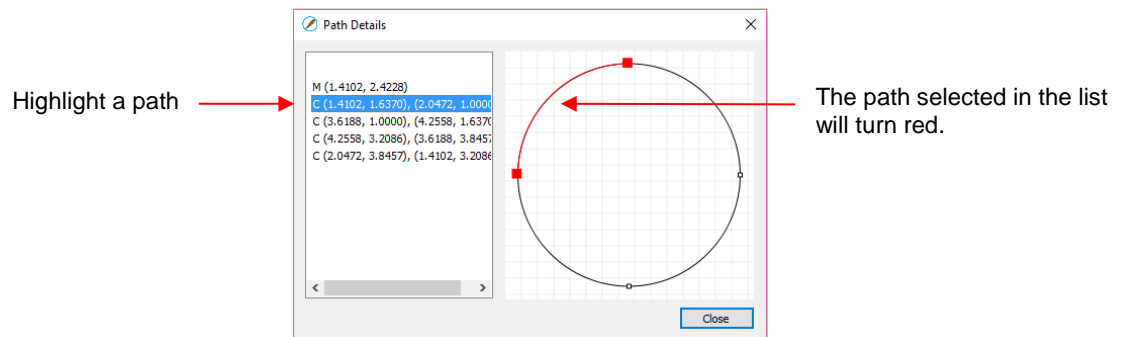 Path Details
Highlight a path
M (1.4102, 2.4228)
C (1.4102, 1.6370), (2.0472, 1.0000
C (3.6188, 1.0000), (4.2558, 1.6370
C (4.2558, 3.2086), (3.6188, 3.8457
C (2.0472, 3.8457), (1.4102, 3.2086
The path selected in the list
will turn red.
Close